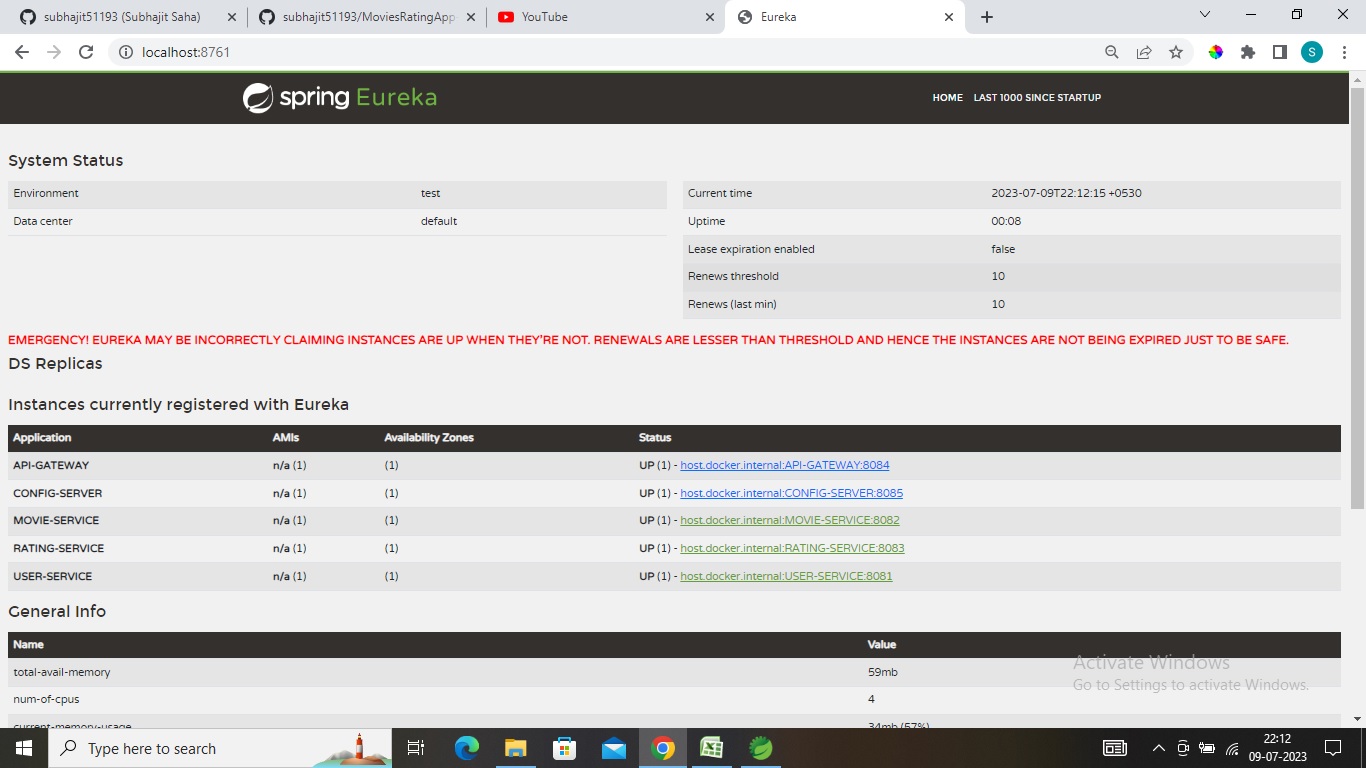 subhajit51193 (Subhajit Saha)
subhajit51193/MoviesRatingApp
YouTube
Eureka
localhost:8761
S
spring Eureka
HOME LAST 1000 SINCE STARTUP
System Status
Environment test
Data center default
Current time 2023-07-09T22:12:15 +0530
Uptime 00:08
Lease expiration enabled false
Renews threshold 10
Renews (last min) 10
EMERGENCY! EUREKA MAY BE INCORRECTLY CLAIMING INSTANCES ARE UP WHEN THEY'RE NOT. RENEWALS ARE LESSER THAN THRESHOLD AND HENCE THE INSTANCES ARE NOT BEING EXPIRED JUST TO BE SAFE.
DS Replicas
Instances currently registered with Eureka
Application AMIs Availability Zones Status
API-GATEWAY n/a (1) (1) UP (1) - host.docker.internal:API-GATEWAY:8084
CONFIG-SERVER n/a (1) (1) UP (1) - host.docker.internal:CONFIG-SERVER:8085
MOVIE-SERVICE n/a (1) (1) UP (1) - host.docker.internal:MOVIE-SERVICE:8082
RATING-SERVICE n/a (1) (1) UP (1) - host.docker.internal:RATING-SERVICE:8083
USER-SERVICE n/a (1) (1) UP (1) - host.docker.internal:USER-SERVICE:8081
General Info
Name Value
total-avail-memory 59mb
num-of-cpus 4
current-memory-usage 34mb (57%)
Activate Windows
Go to Settings to activate Windows.
Type here to search
22:12
09-07-2023